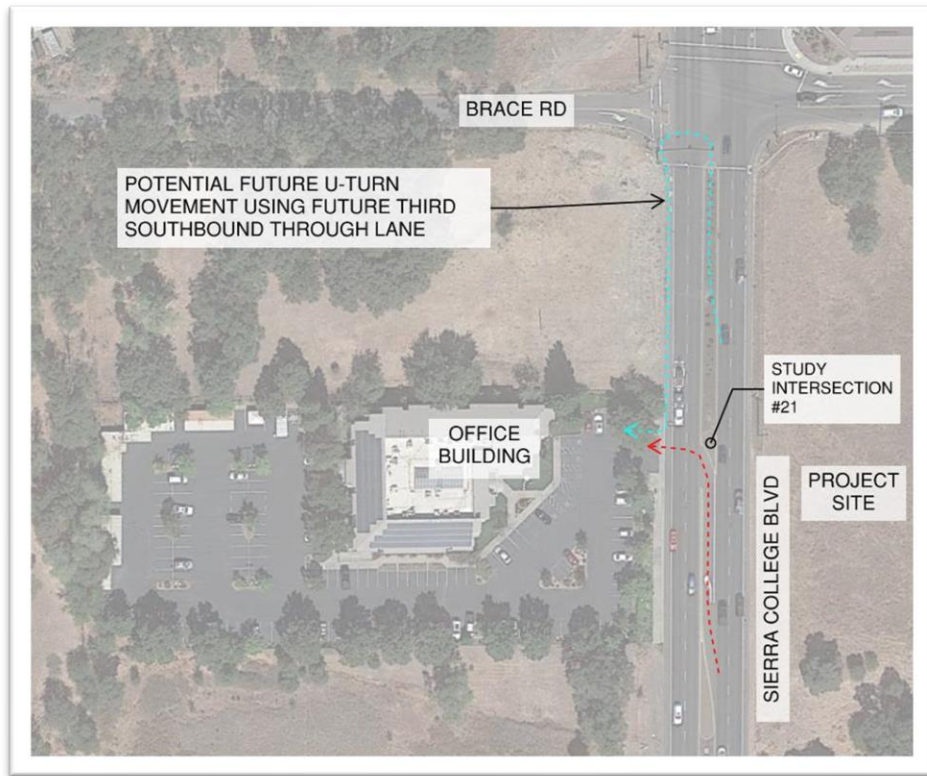 BRACE RD
POTENTIAL FUTURE U-TURN
MOVEMENT USING FUTURE THIRD
SOUTHBOUND THROUGH LANE
STUDY
INTERSECTION
#21
OFFICE
BUILDING
PROJECT
SITE
SIERRA COLLEGE BLVD